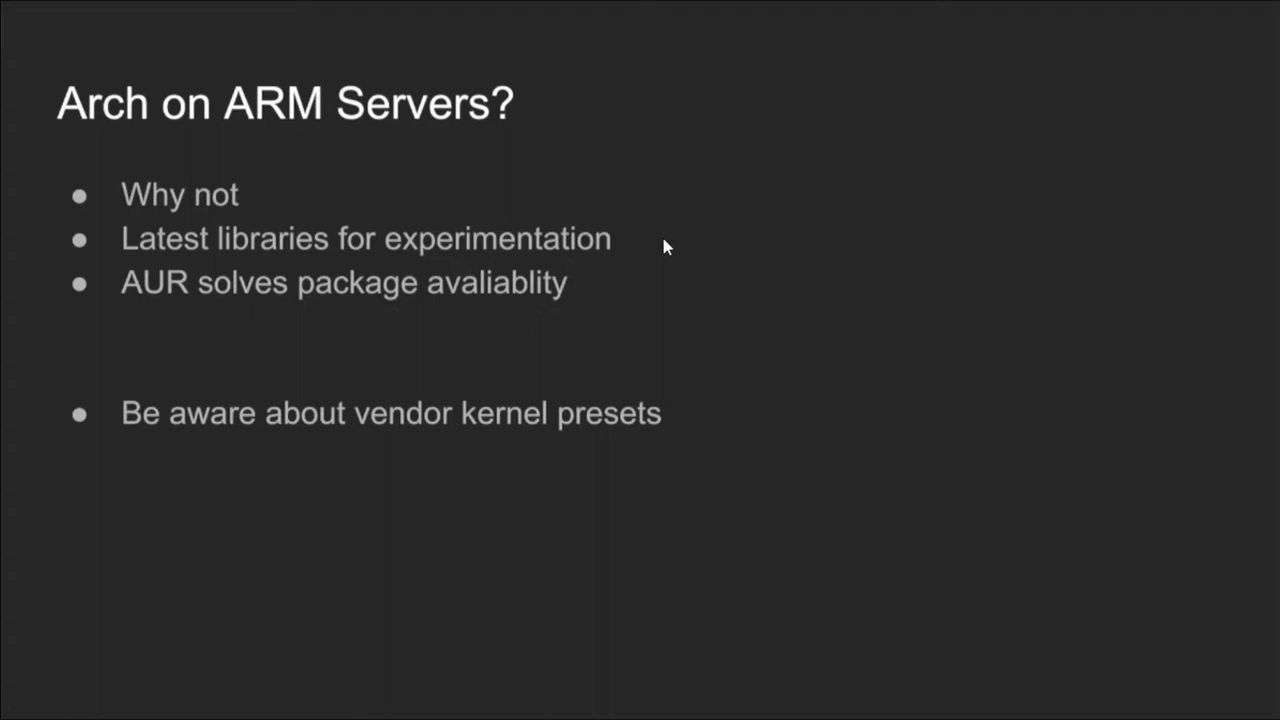 Arch on ARM Servers?
● Why not
● Latest libraries for experimentation
● AUR solves package avaliablity
● Be aware about vendor kernel presets